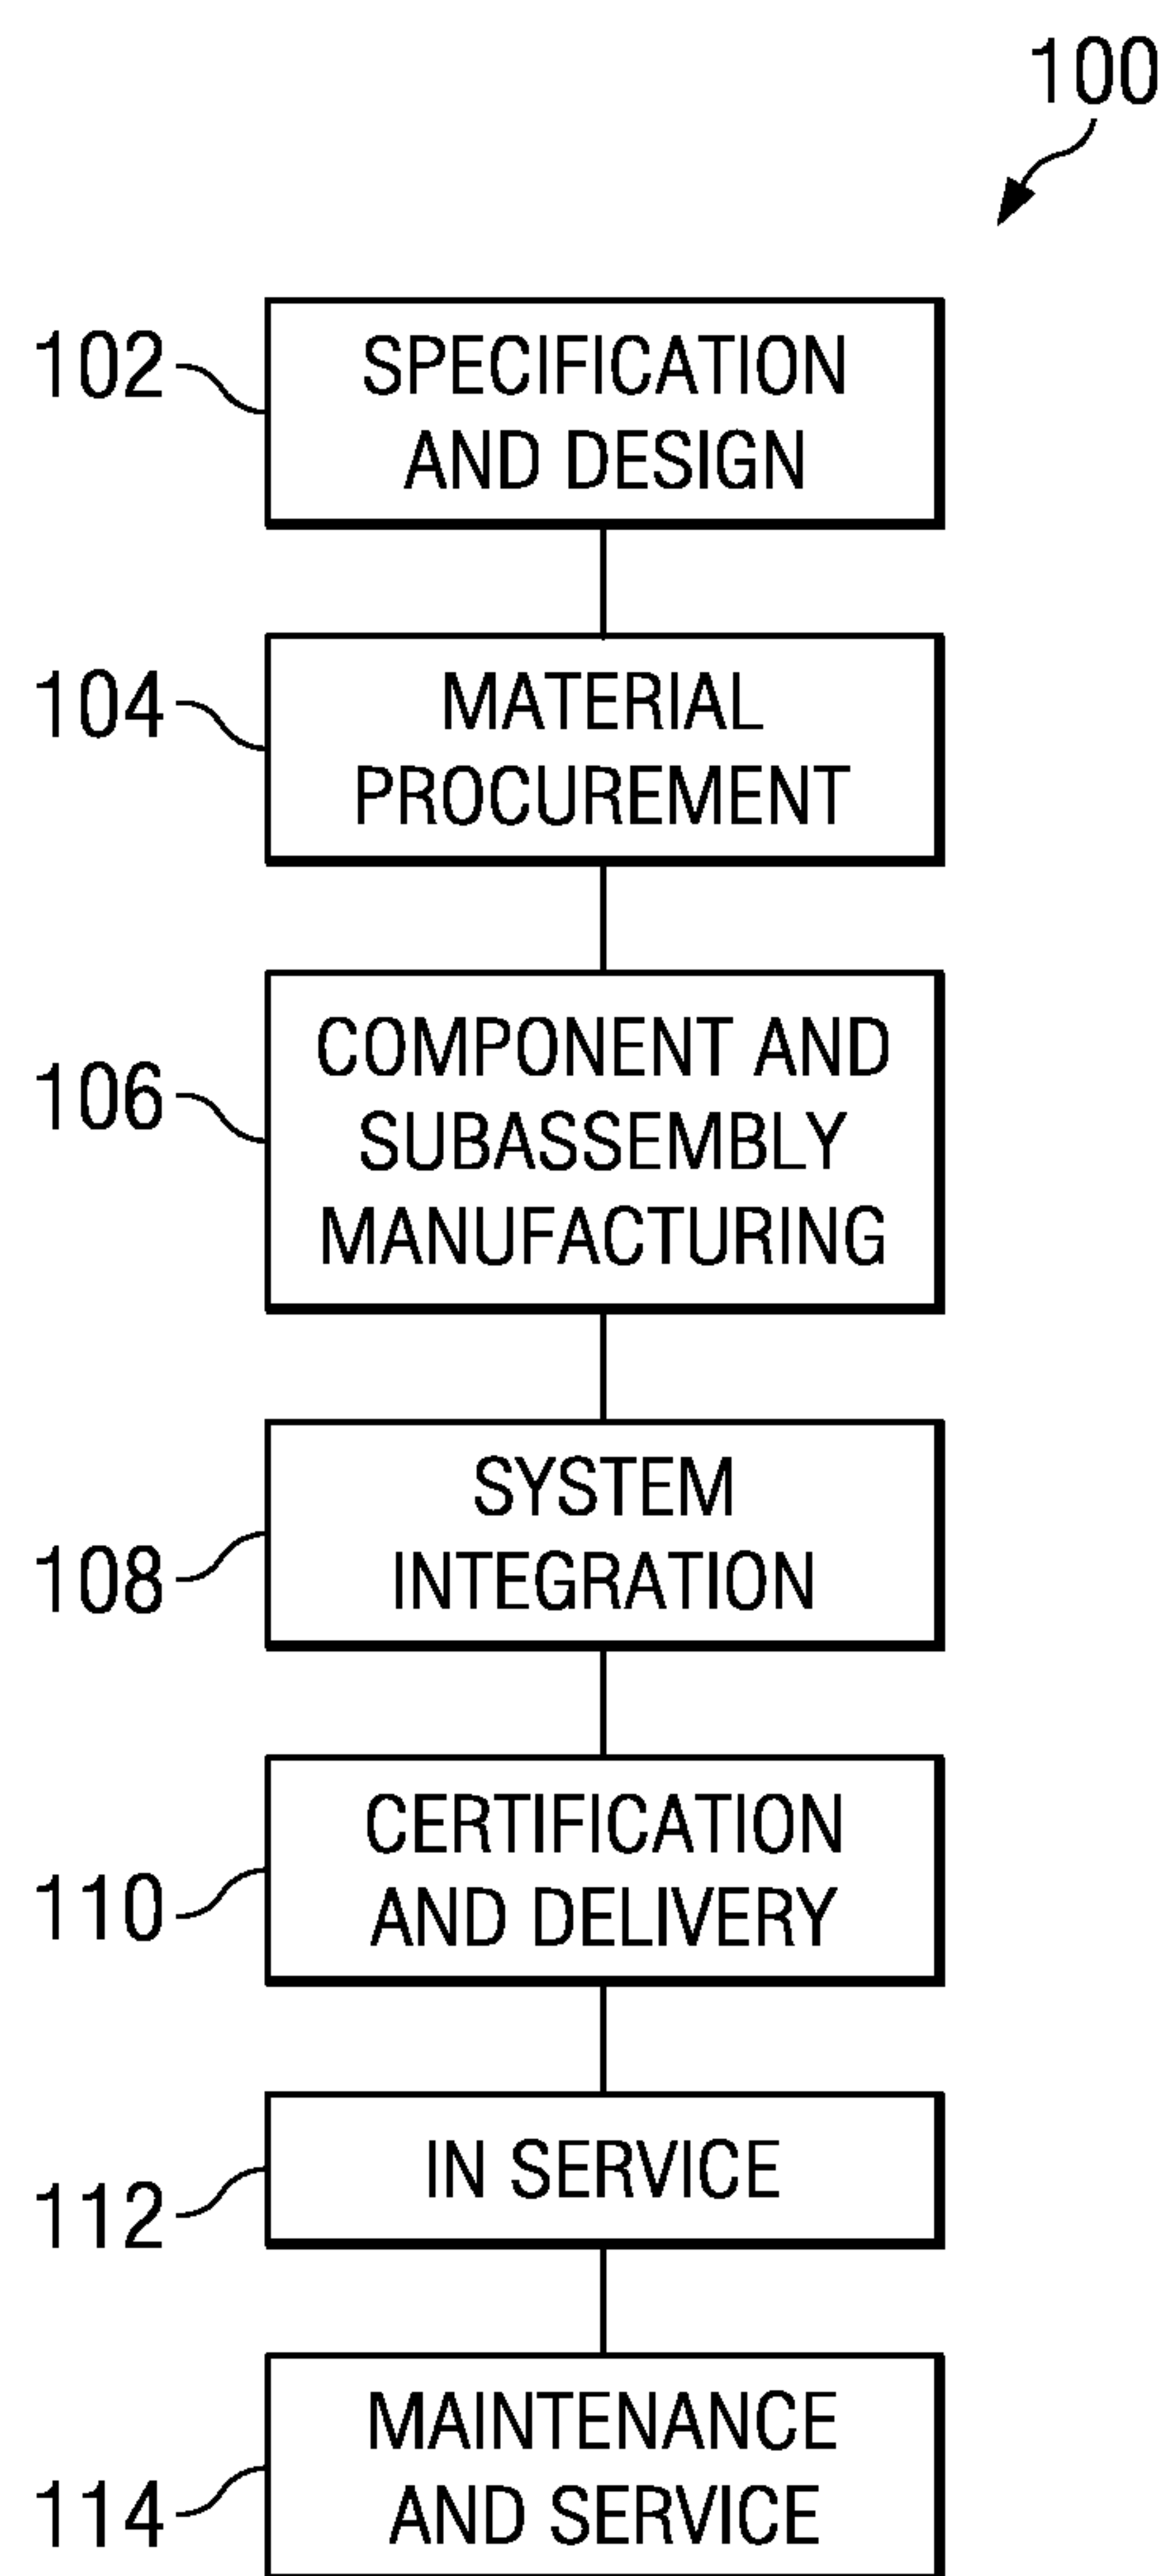 100
102
SPECIFICATION
AND DESIGN
104
MATERIAL
PROCUREMENT
106
COMPONENT AND
SUBASSEMBLY
MANUFACTURING
108
SYSTEM
INTEGRATION
110
CERTIFICATION
AND DELIVERY
112
IN SERVICE
114
MAINTENANCE
AND SERVICE